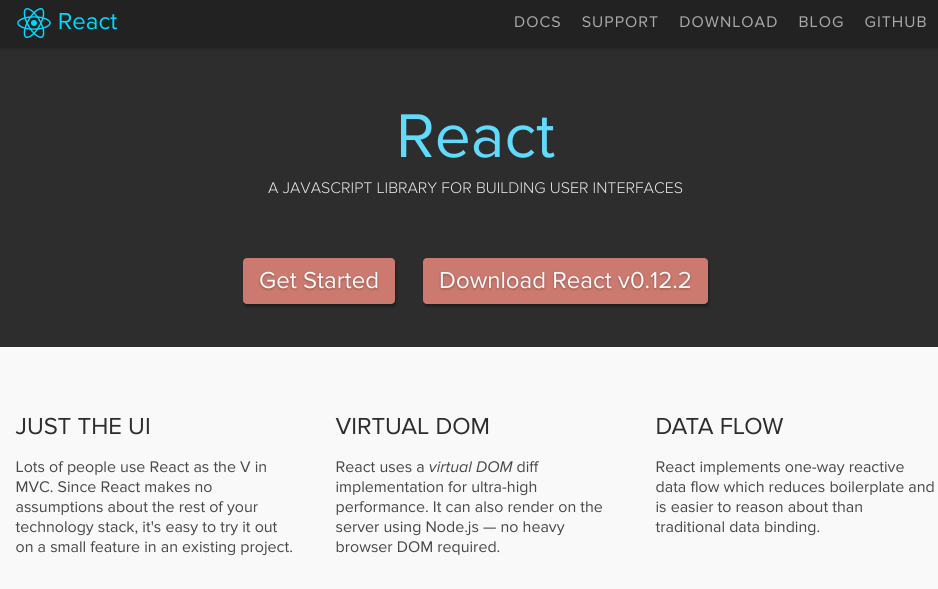 React
DOCS SUPPORT DOWNLOAD BLOG GITHUB
React
A JAVASCRIPT LIBRARY FOR BUILDING USER INTERFACES
Get Started
Download React v0.12.2
JUST THE UI
Lots of people use React as the V in
MVC. Since React makes no
assumptions about the rest of your
technology stack, it's easy to try it out
on a small feature in an existing project.
VIRTUAL DOM
React uses a virtual DOM diff
implementation for ultra-high
performance. It can also render on the
server using Node.js — no heavy
browser DOM required.
DATA FLOW
React implements one-way reactive
data flow which reduces boilerplate and
is easier to reason about than
traditional data binding.